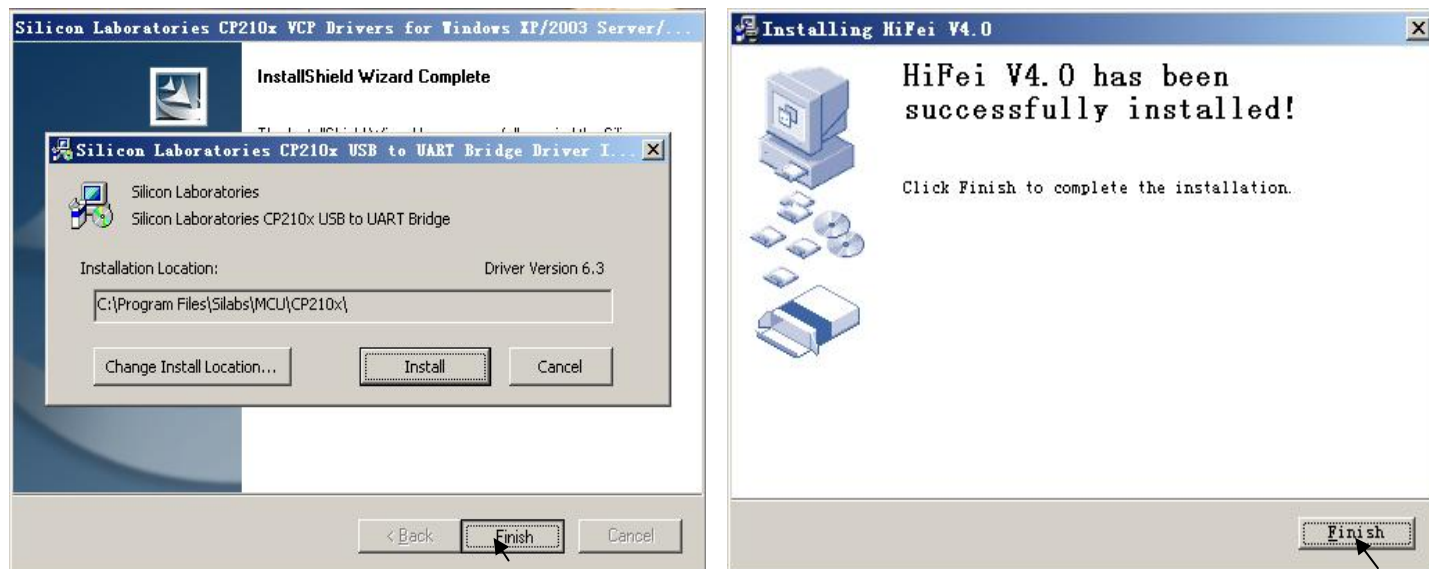 Silicon Laboratories CP210x VCP Drivers for Windows XP/2003 Server/...
InstallShield Wizard Complete
Silicon Laboratories CP210x USB to UART Bridge Driver I...
Silicon Laboratories
Silicon Laboratories CP210x USB to UART Bridge
Installation Location:
Driver Version 6.3
C:\Program Files\Silabs\MCU\CP210x\
Change Install Location...
Install
Cancel
< Back
Finish
Cancel
Installing HiFei V4.0
HiFei V4.0 has been
successfully installed!
Click Finish to complete the installation.
Finish